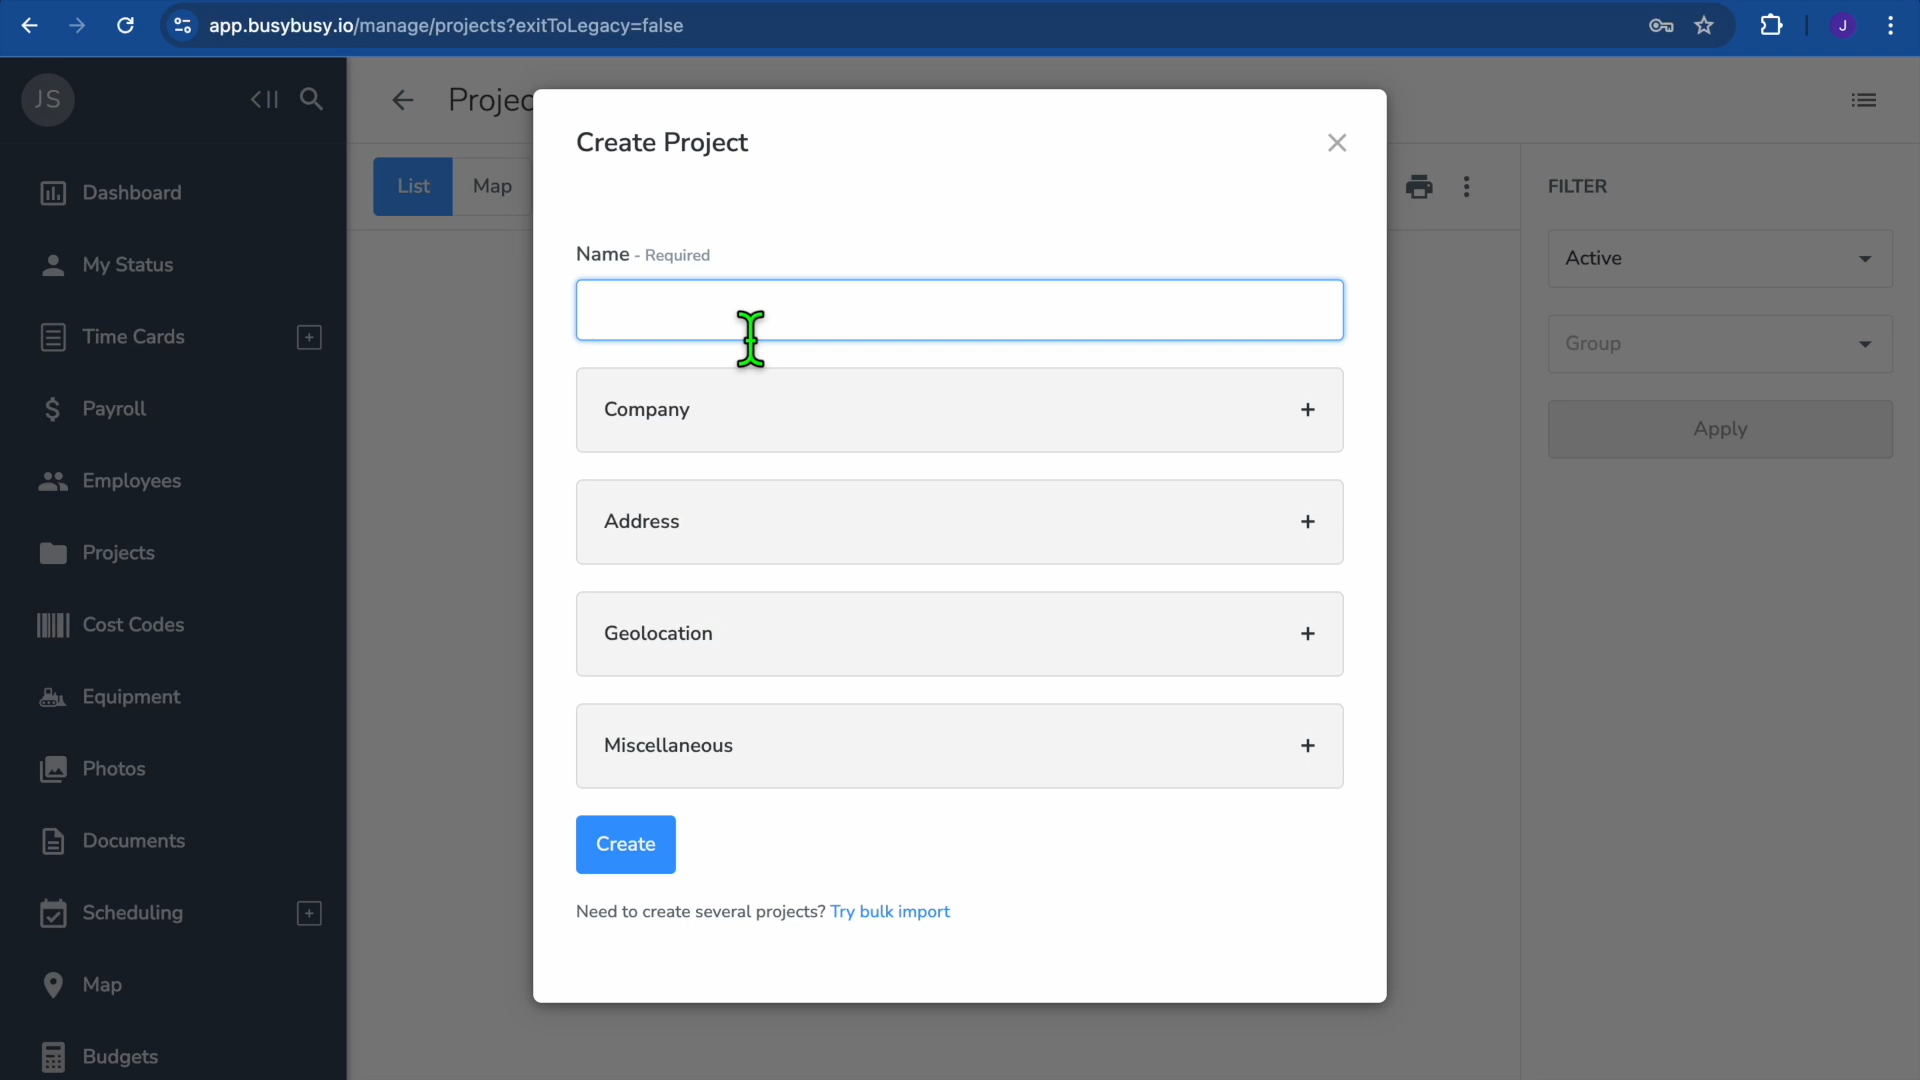 app.busybusy.io/manage/projects?exitToLegacy=false
J
JS
Dashboard
My Status
Time Cards
Payroll
Employees
Projects
Cost Codes
Equipment
Photos
Documents
Scheduling
Map
Budgets
Projec
List
Map
Create Project
Name - Required
Company
Address
Geolocation
Miscellaneous
Create
Need to create several projects? Try bulk import
FILTER
Active
Group
Apply